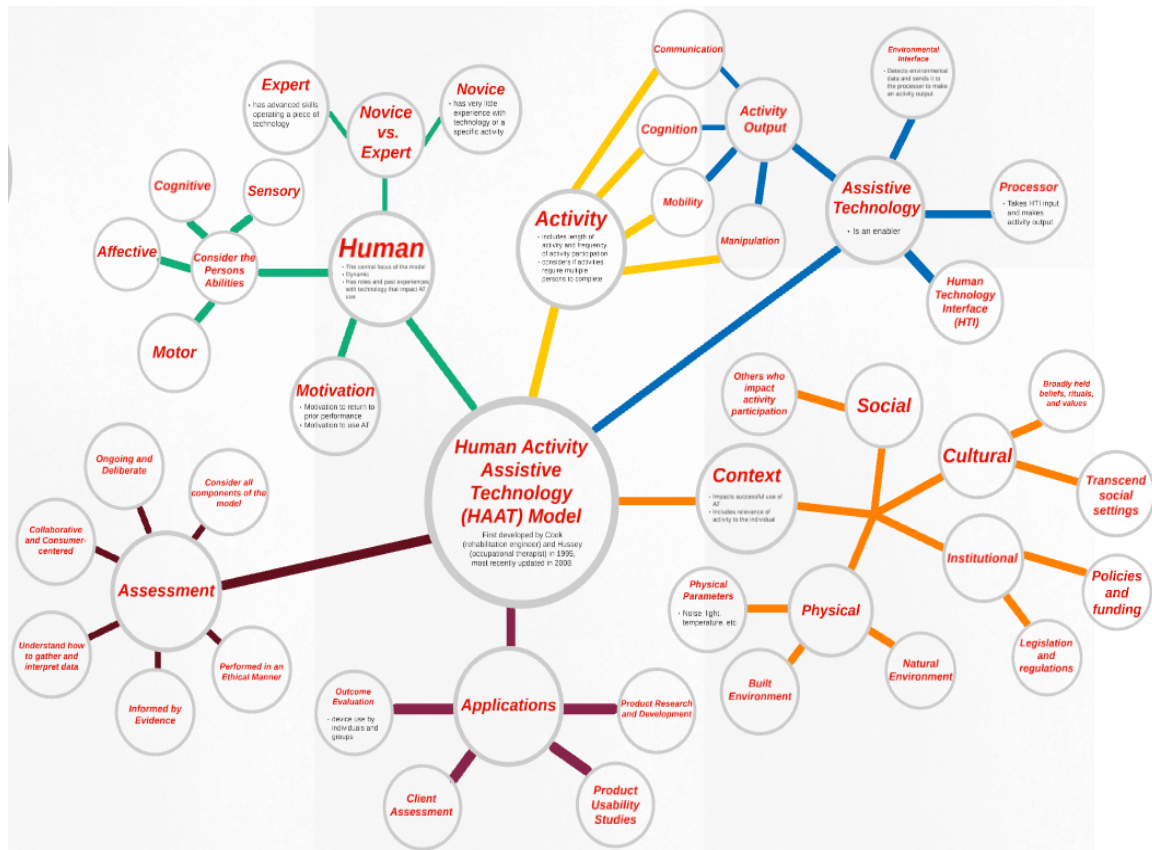 Human Activity
Assistive
Technology
(HAAT) Model
First developed by Cook
(rehabilitation engineer) and Hussey
(occupational therapist) in 1995,
most recently updated in 2008.
Human
• The central focus of the model
• Dynamic
• Has roles and past experiences
with technology that impact AT
use
Novice
vs.
Expert
Expert
• has advanced skills
operating a piece of
technology
Novice
• has very little
experience with
technology or a
specific activity
Consider the
Persons
Abilities
Cognitive
Sensory
Affective
Motor
Motivation
• Motivation to return to
prior performance
• Motivation to use AT
Activity
• includes length of
activity and frequency
of activity participation
• considers if activities
require multiple
persons to complete
Communication
Cognition
Mobility
Manipulation
Activity
Output
Assistive
Technology
• Is an enabler
Environmental
Interface
• Detects environmental
data and sends it to
the processor to make
an activity output
Processor
• Takes HTI input
and makes
activity output
Human
Technology
Interface
(HTI)
Context
• Impacts successful use of
AT
• Includes relevance of
activity to the individual
Social
Others who
impact
activity
participation
Cultural
Broadly held
beliefs, rituals,
and values
Transcend
social
settings
Institutional
Policies
and
funding
Legislation
and
regulations
Physical
Physical
Parameters
• Noise, light,
temperature, etc.
Built
Environment
Natural
Environment
Applications
Outcome
Evaluation
• device use by
individuals and
groups
Client
Assessment
Product
Usability
Studies
Product Research
and Development
Assessment
Ongoing and
Deliberate
Consider all
components of the
model
Collaborative
and Consumer-
centered
Understand how
to gather and
interpret data
Informed by
Evidence
Performed in an
Ethical Manner